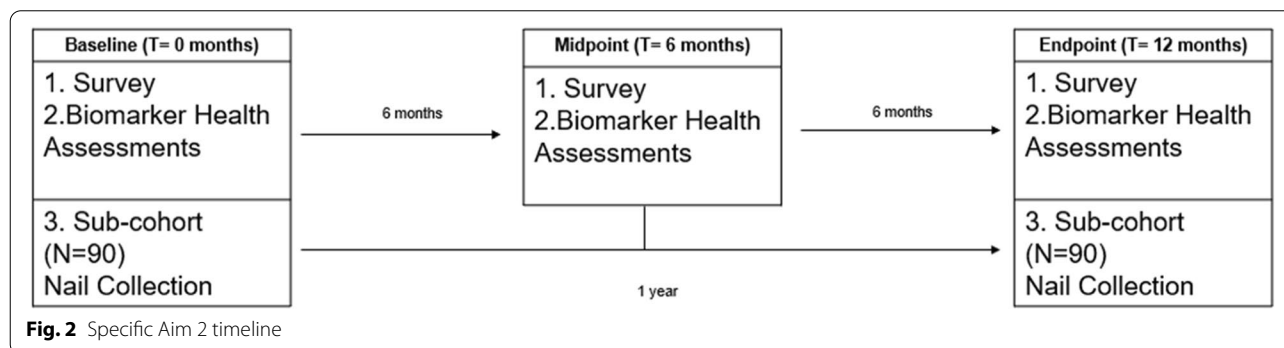 Baseline (T= 0 months)
1. Survey
2.Biomarker Health
Assessments
3. Sub-cohort
(N=90)
Nail Collection
6 months
Midpoint (T= 6 months)
1. Survey
2.Biomarker Health
Assessments
6 months
1 year
Endpoint (T= 12 months)
1. Survey
2.Biomarker Health
Assessments
3. Sub-cohort
(N=90)
Nail Collection
Fig. 2 Specific Aim 2 timeline